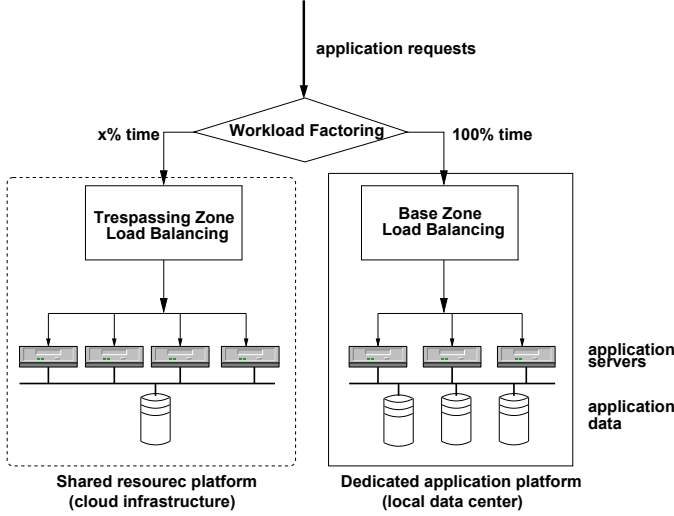 application requests
Workload Factoring
x% time
100% time
Trespassing Zone
Load Balancing
Base Zone
Load Balancing
application
servers
application
data
Shared resourec platform
(cloud infrastructure)
Dedicated application platform
(local data center)